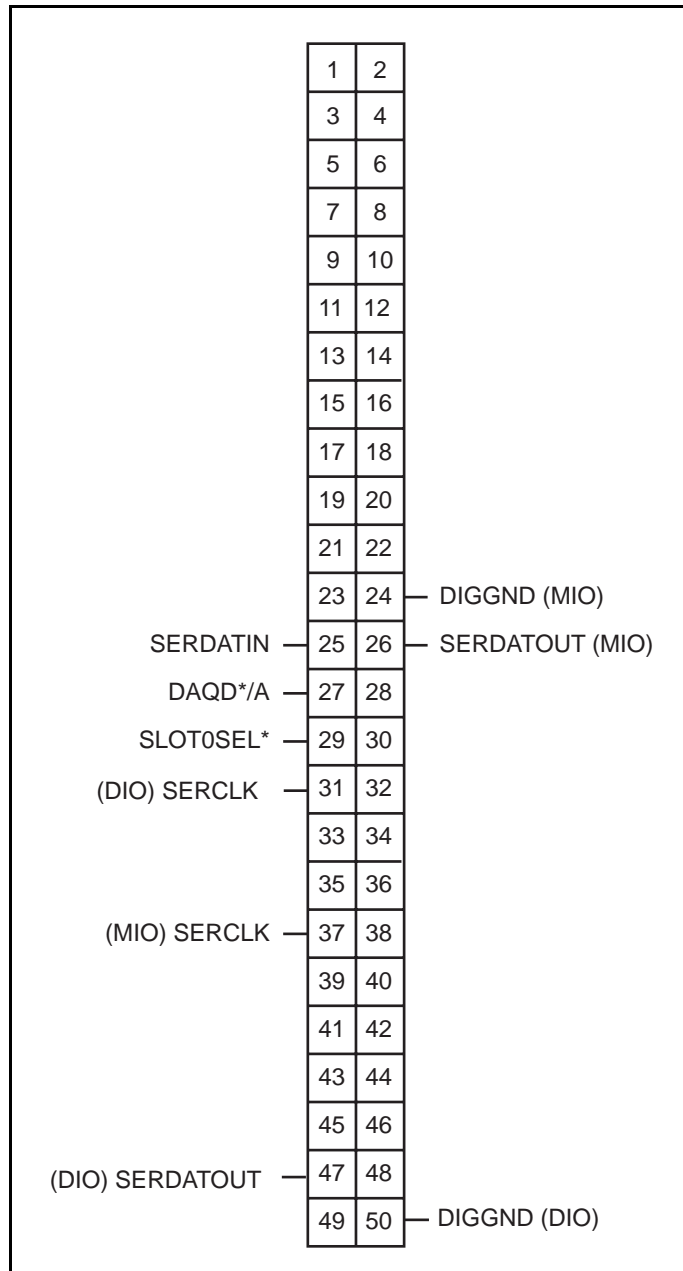 1 2
3 4
5 6
7 8
9 10
11 12
13 14
15 16
17 18
19 20
21 22
23 24 DIGGND (MIO)
SERDATIN 25 26 SERDATOUT (MIO)
DAQD*/A 27 28
SLOT0SEL* 29 30
(DIO) SERCLK 31 32
33 34
35 36
(MIO) SERCLK 37 38
39 40
41 42
43 44
45 46
(DIO) SERDATOUT 47 48
49 50 DIGGND (DIO)